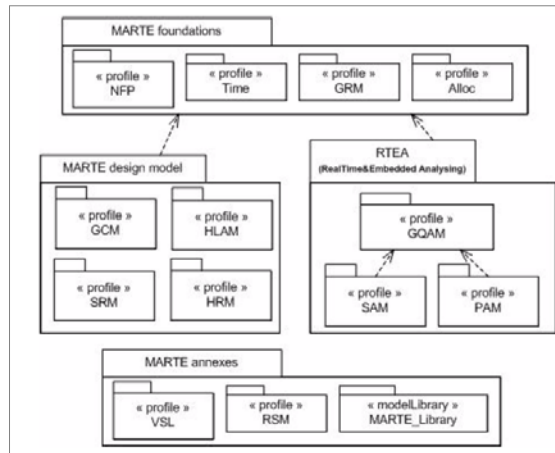 MARTE foundations
« profile »
NFP
« profile »
Time
« profile »
GRM
« profile »
Alloc
MARTE design model
« profile »
GCM
« profile »
HLAM
« profile »
SRM
« profile »
HRM
RTEA
(RealTime&Embedded Analysing)
« profile »
GQAM
« profile »
SAM
« profile »
PAM
MARTE annexes
« profile »
VSL
« profile »
RSM
« modelLibrary »
MARTE_Library